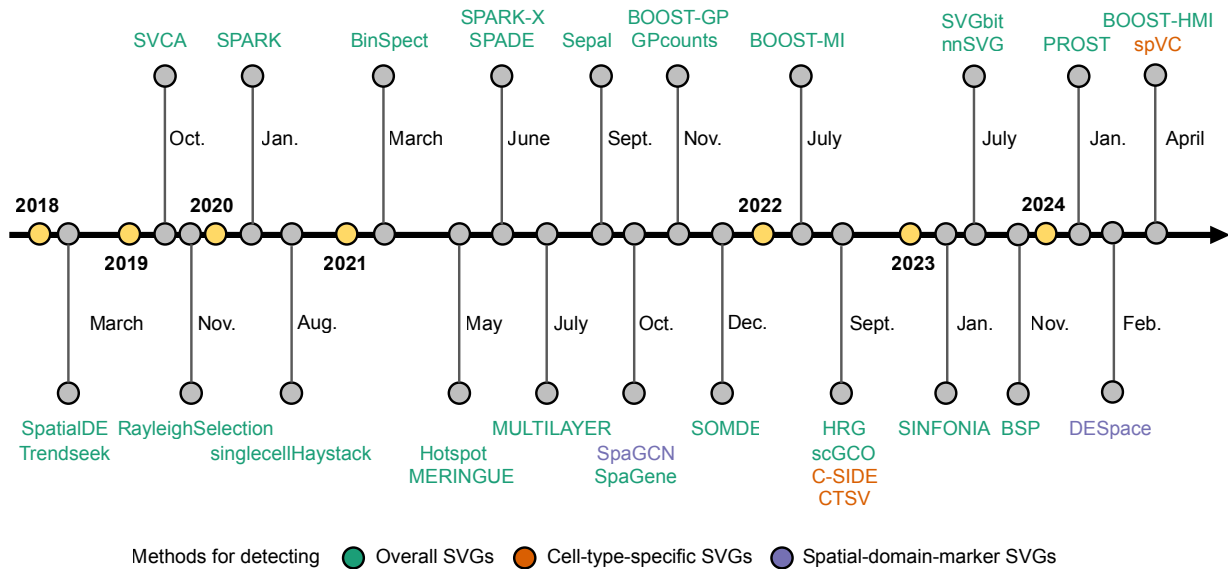 SVCA
SPARK
BinSpect
SPARK-X
SPADE
Sepal
BOOST-GP
GPcounts
BOOST-MI
SVGbit
nnSVG
PROST
BOOST-HMI
spVC
Oct.
Jan.
March
June
Sept.
Nov.
July
July
Jan.
April
2018
2019
2020
2021
2022
2023
2024
March
Nov.
Aug.
May
July
Oct.
Dec.
Sept.
Jan.
Nov.
Feb.
SpatialDE
Trendseek
RayleighSelection
singlecellHaystack
Hotspot
MERINGUE
MULTILAYER
SpaGCN
SpaGene
SOMDE
HRG
scGCO
C-SIDE
CTSV
SINFONIA
BSP
DESpace
Methods for detecting Overall SVGs Cell-type-specific SVGs Spatial-domain-marker SVGs